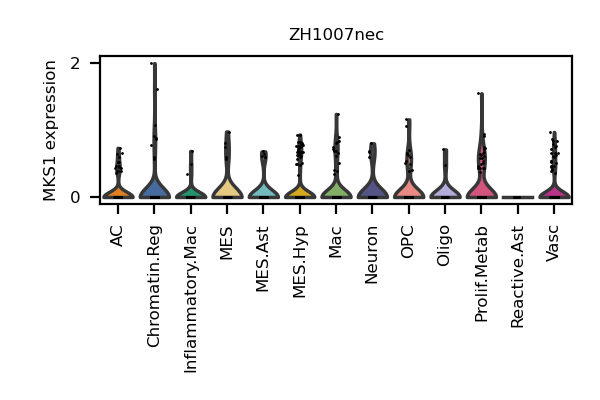 ZH1007nec
MKS1 expression
2
0
AC
Chromatin.Reg
Inflammatory.Mac
MES
MES.Ast
MES.Hyp
Mac
Neuron
OPC
Oligo
Prolif.Metab
Reactive.Ast
Vasc